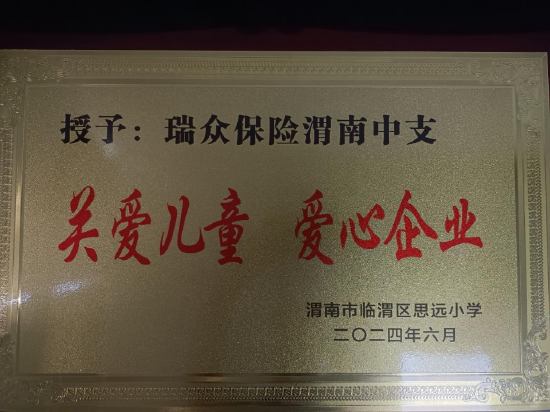 授予：瑞众保险渭南中支
关爱儿童 爱心企业
渭南市临渭区思远小学
二〇二四年六月